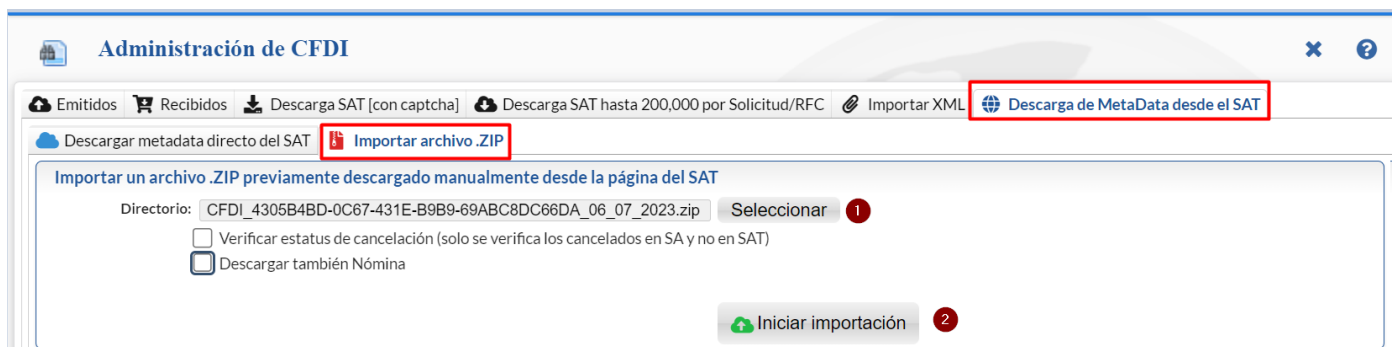 Administración de CFDI
Emitidos Recibidos Descarga SAT [con captcha] Descarga SAT hasta 200,000 por Solicitud/RFC Importar XML Descarga de MetaData desde el SAT
Descargar metadata directo del SAT Importar archivo .ZIP
Importar un archivo .ZIP previamente descargado manualmente desde la página del SAT
Directorio: CFDI_4305B4BD-0C67-431E-B9B9-69ABC8DC66DA_06_07_2023.zip Seleccionar 1
Verificar estatus de cancelación (solo se verifica los cancelados en SA y no en SAT)
Descargar también Nómina
Iniciar importación 2